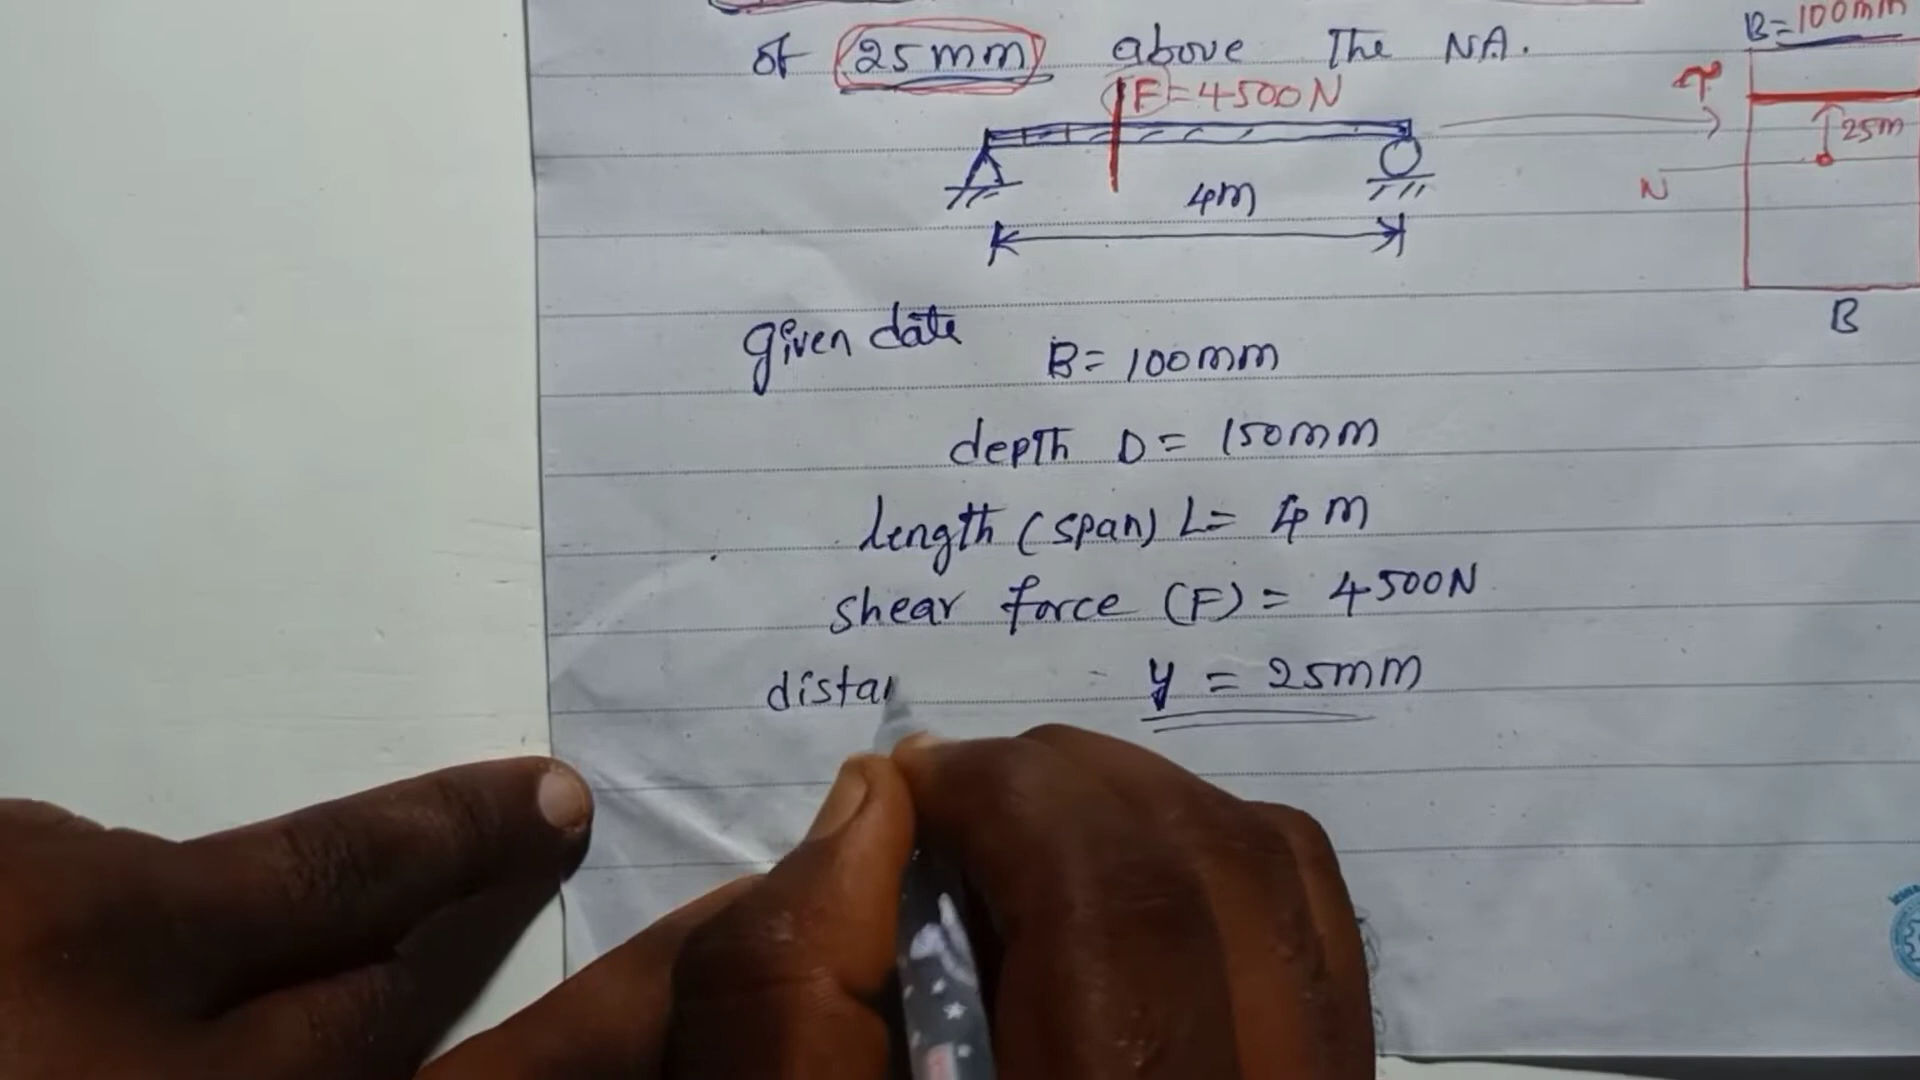 of 25mm above The NA.
B=100mm
F=4500N
τ
25m
N
4m
B
given date
B= 100mm
depth D= 150mm
length (span) L= 4m
shear force (F) = 4500N
distan
y = 25mm